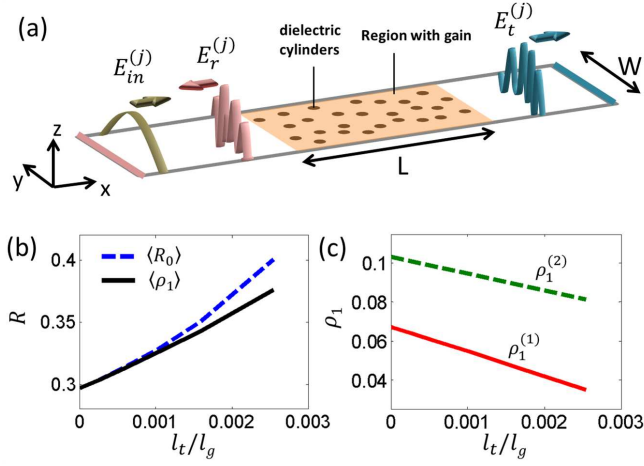 (a)
dielectric
cylinders
Region with gain
E_in^(j)
E_r^(j)
E_t^(j)
W
L
z
y
x
(b)
⟨R_0⟩
⟨ρ_1⟩
0.4
0.35
0.3
R
0
0.001
0.002
0.003
l_t/l_g
(c)
0.1
0.08
0.06
0.04
ρ_1
ρ_1^(2)
ρ_1^(1)
0
0.001
0.002
0.003
l_t/l_g